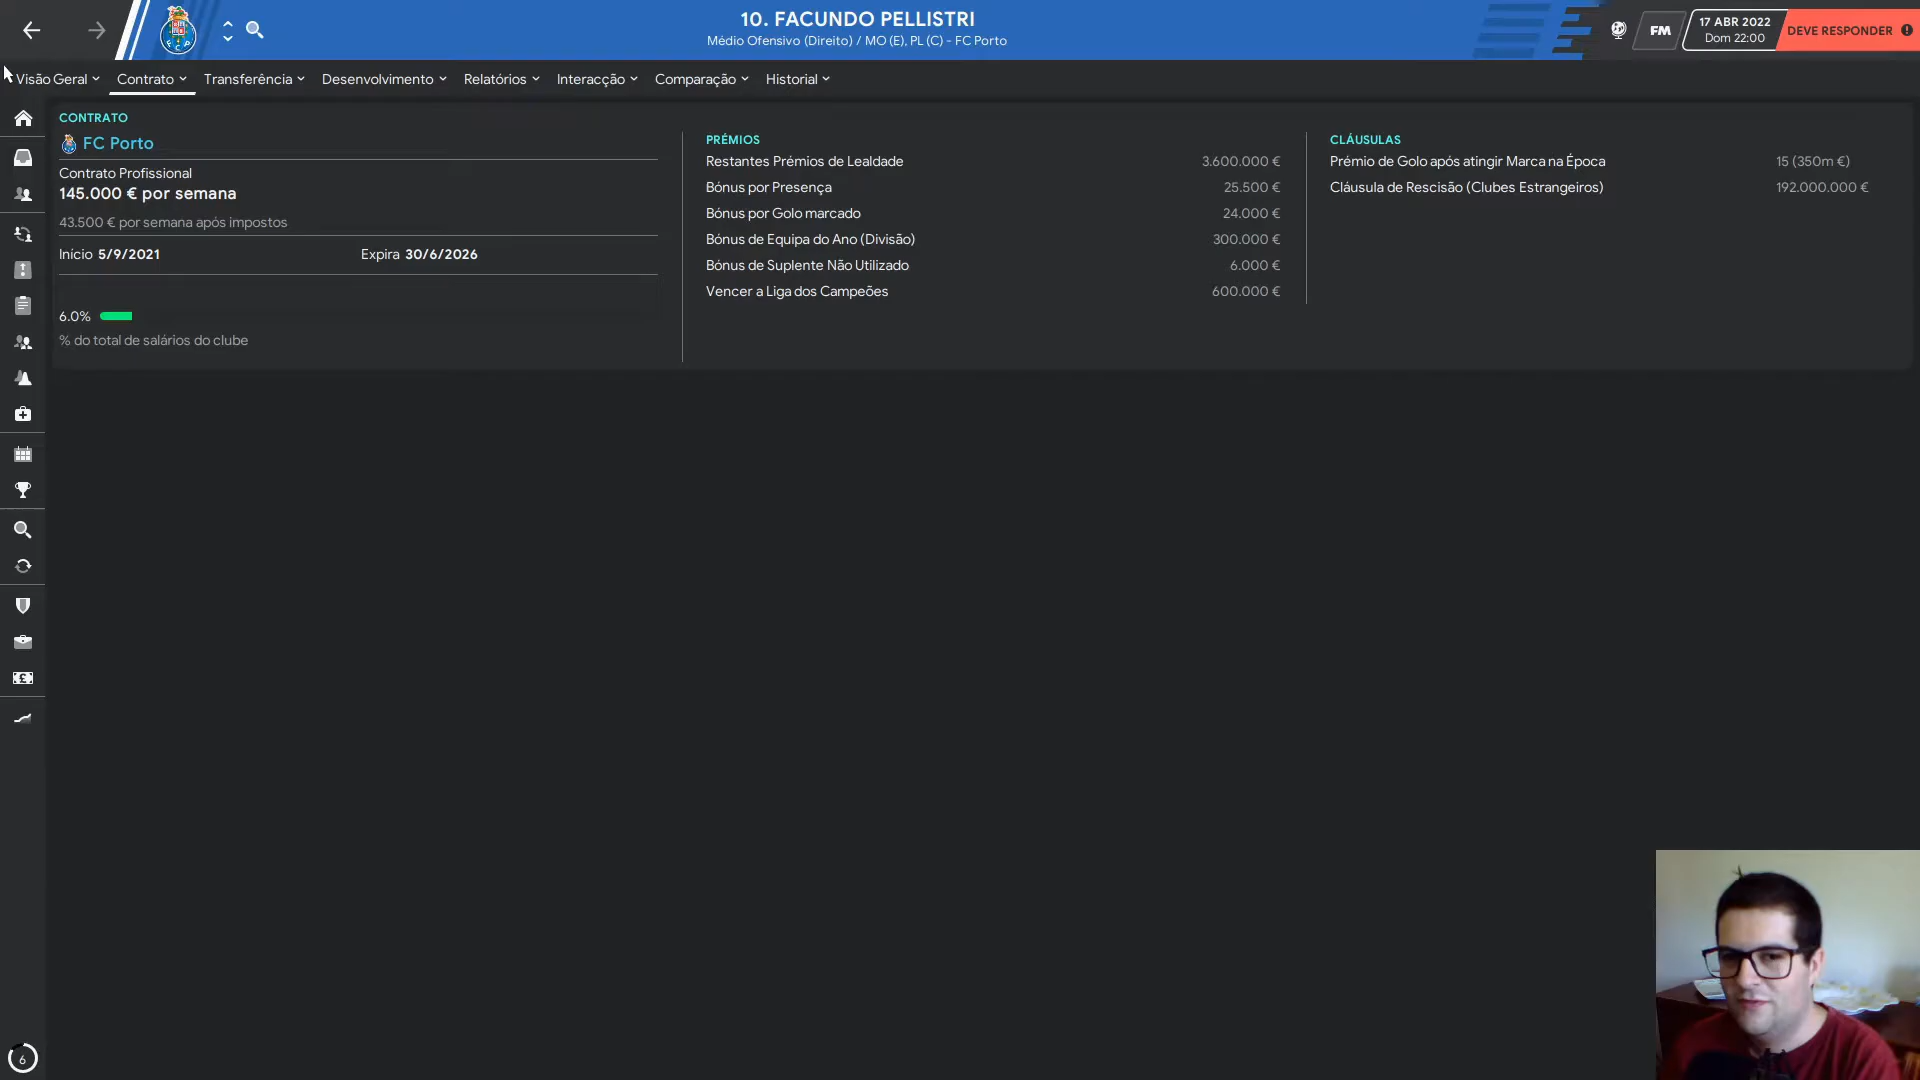 10. FACUNDO PELLISTRI
Médio Ofensivo (Direito) / MO (E), PL (C) - FC Porto
FM
17 ABR 2022
Dom 22:00
DEVE RESPONDER
Visão Geral
Contrato
Transferência
Desenvolvimento
Relatórios
Interacção
Comparação
Historial
CONTRATO
FC Porto
Contrato Profissional
145.000 € por semana
43.500 € por semana após impostos
Início 5/9/2021
Expira 30/6/2026
6.0%
% do total de salários do clube
PRÉMIOS
Restantes Prémios de Lealdade 3.600.000 €
Bónus por Presença 25.500 €
Bónus por Golo marcado 24.000 €
Bónus de Equipa do Ano (Divisão) 300.000 €
Bónus de Suplente Não Utilizado 6.000 €
Vencer a Liga dos Campeões 600.000 €
CLÁUSULAS
Prémio de Golo após atingir Marca na Época 15 (350m €)
Cláusula de Rescisão (Clubes Estrangeiros) 192.000.000 €
6